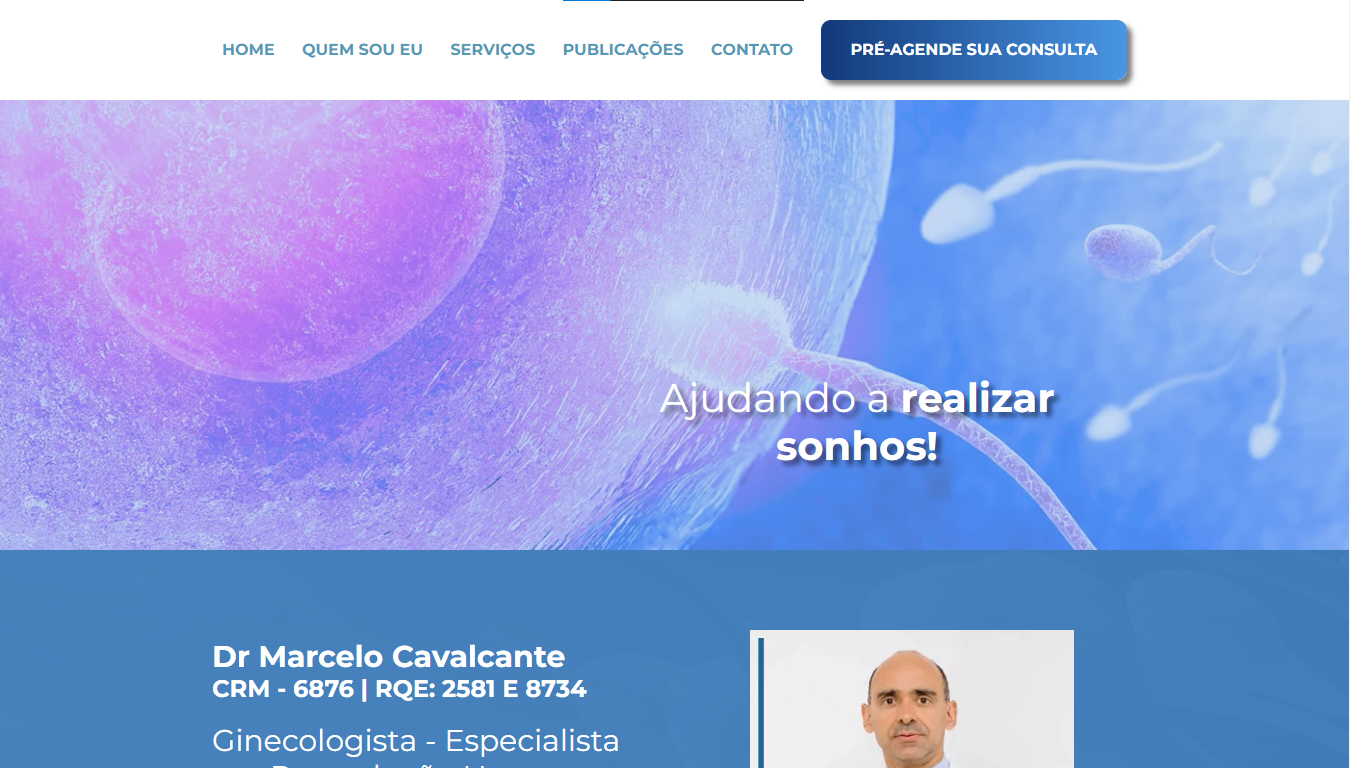 HOME QUEM SOU EU SERVIÇOS PUBLICAÇÕES CONTATO PRÉ-AGENDE SUA CONSULTA
Ajudando a realizar
sonhos!
Dr Marcelo Cavalcante
CRM - 6876 | RQE: 2581 E 8734
Ginecologista - Especialista